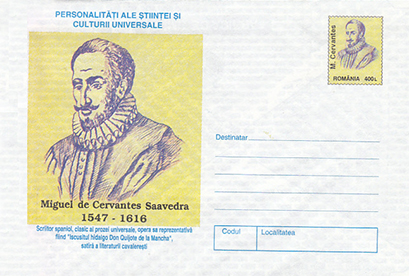 PERSONALITĂȚI ALE ȘTIINȚEI ȘI
CULTURII UNIVERSALE
M. Cervantes
ROMÂNIA 400L
Miguel de Cervantes Saavedra
1547 - 1616
Scriitor spaniol, clasic al prozei universale, opera sa reprezentativă
fiind "Iscusitul hidalgo Don Quijote de la Mancha",
satiră a literaturii cavalerești
Destinatar
Codul
Localitatea